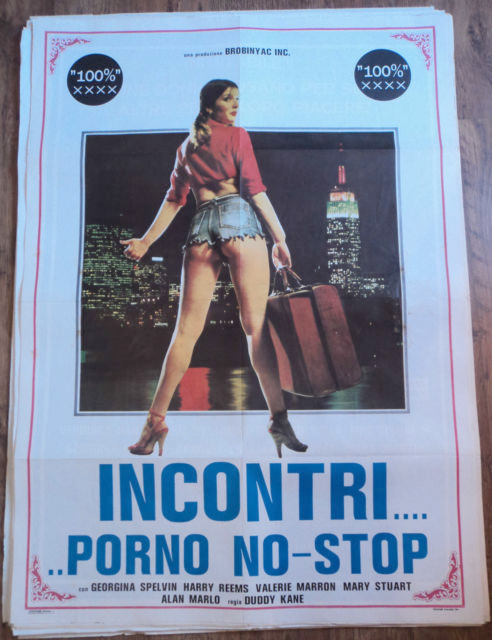 una produzione BROBINYAC INC.
"100%"
XXXX
"100%"
XXXX
INCONTRI....
..PORNO NO-STOP
con GEORGINA SPELVIN HARRY REEMS VALERIE MARRON MARY STUART
ALAN MARLO regia DUDDY KANE